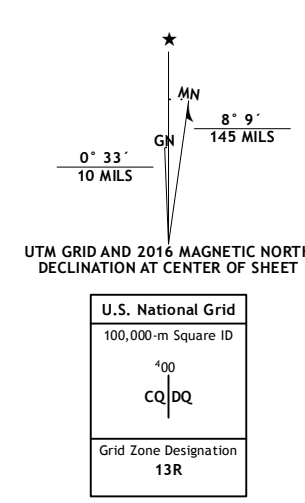 ★
MN
GN
8° 9´
145 MILS
0° 33´
10 MILS
UTM GRID AND 2016 MAGNETIC NORTH
DECLINATION AT CENTER OF SHEET
U.S. National Grid
100,000-m Square ID
⁴00
CQ DQ
Grid Zone Designation
13R